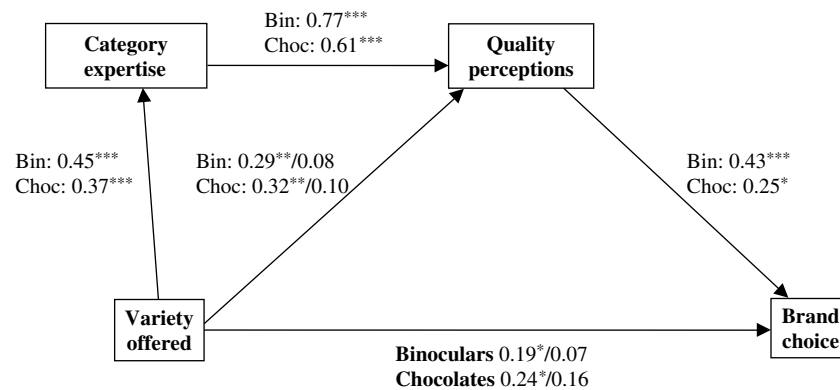 Bin: 0.77***
Choc: 0.61***
Category
expertise
Quality
perceptions
Bin: 0.45***
Choc: 0.37***
Bin: 0.29**/0.08
Choc: 0.32**/0.10
Bin: 0.43***
Choc: 0.25*
Variety
offered
Brand
choice
Binoculars 0.19*/0.07
Chocolates 0.24*/0.16